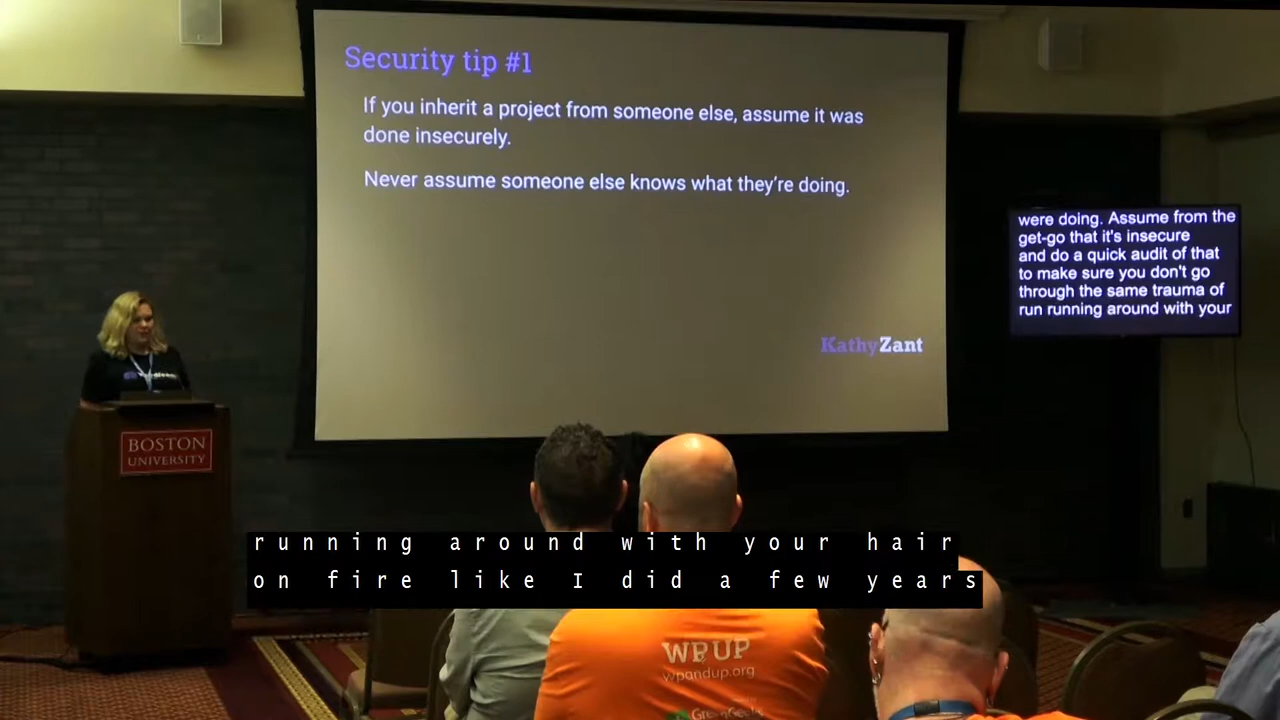 Security tip #1
If you inherit a project from someone else, assume it was
done insecurely.
Never assume someone else knows what they're doing.
KathyZant
were doing. Assume from the
get-go that it's insecure
and do a quick audit of that
to make sure you don't go
through the same trauma of
run running around with your
BOSTON
UNIVERSITY
running around with your hair
on fire like I did a few years
WP UP
wpandup.org
GreenGeeks